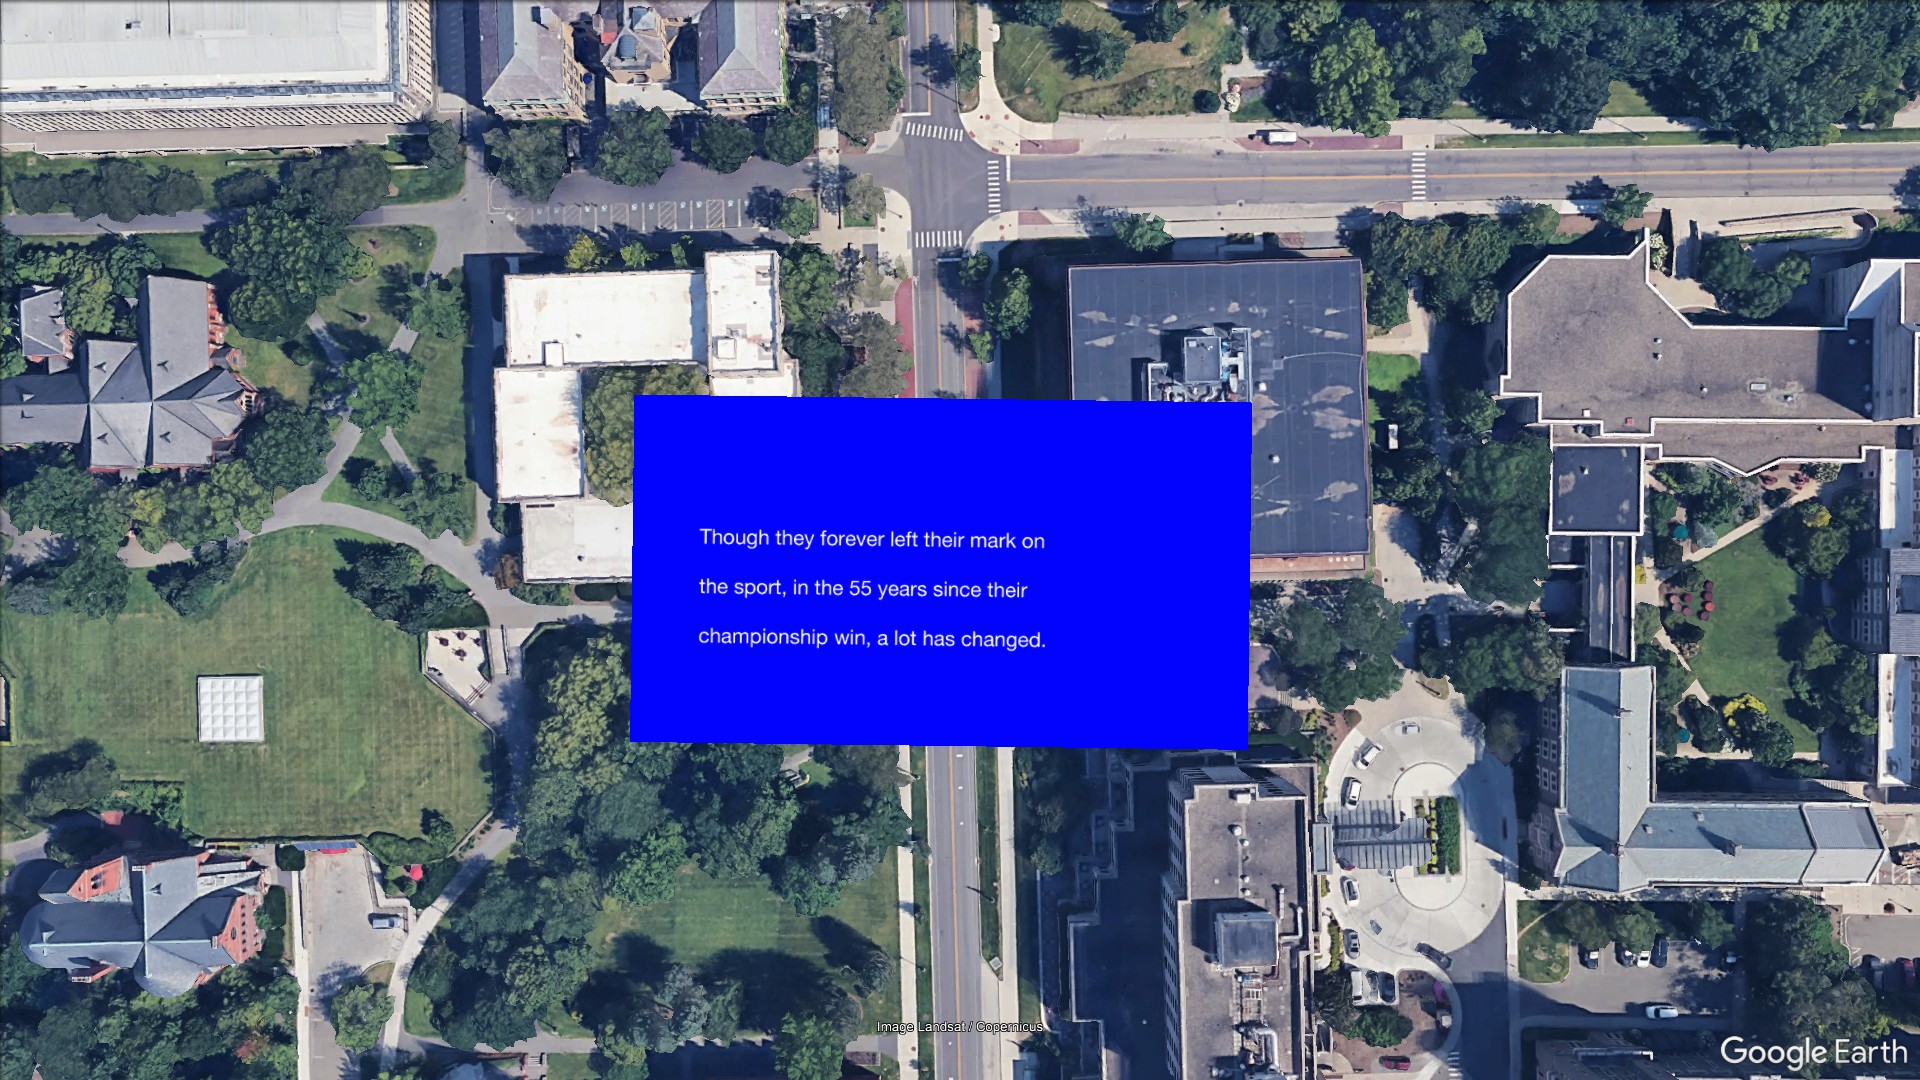 Though they forever left their mark on
the sport, in the 55 years since their
championship win, a lot has changed.
Image Landsat / Copernicus
Google Earth